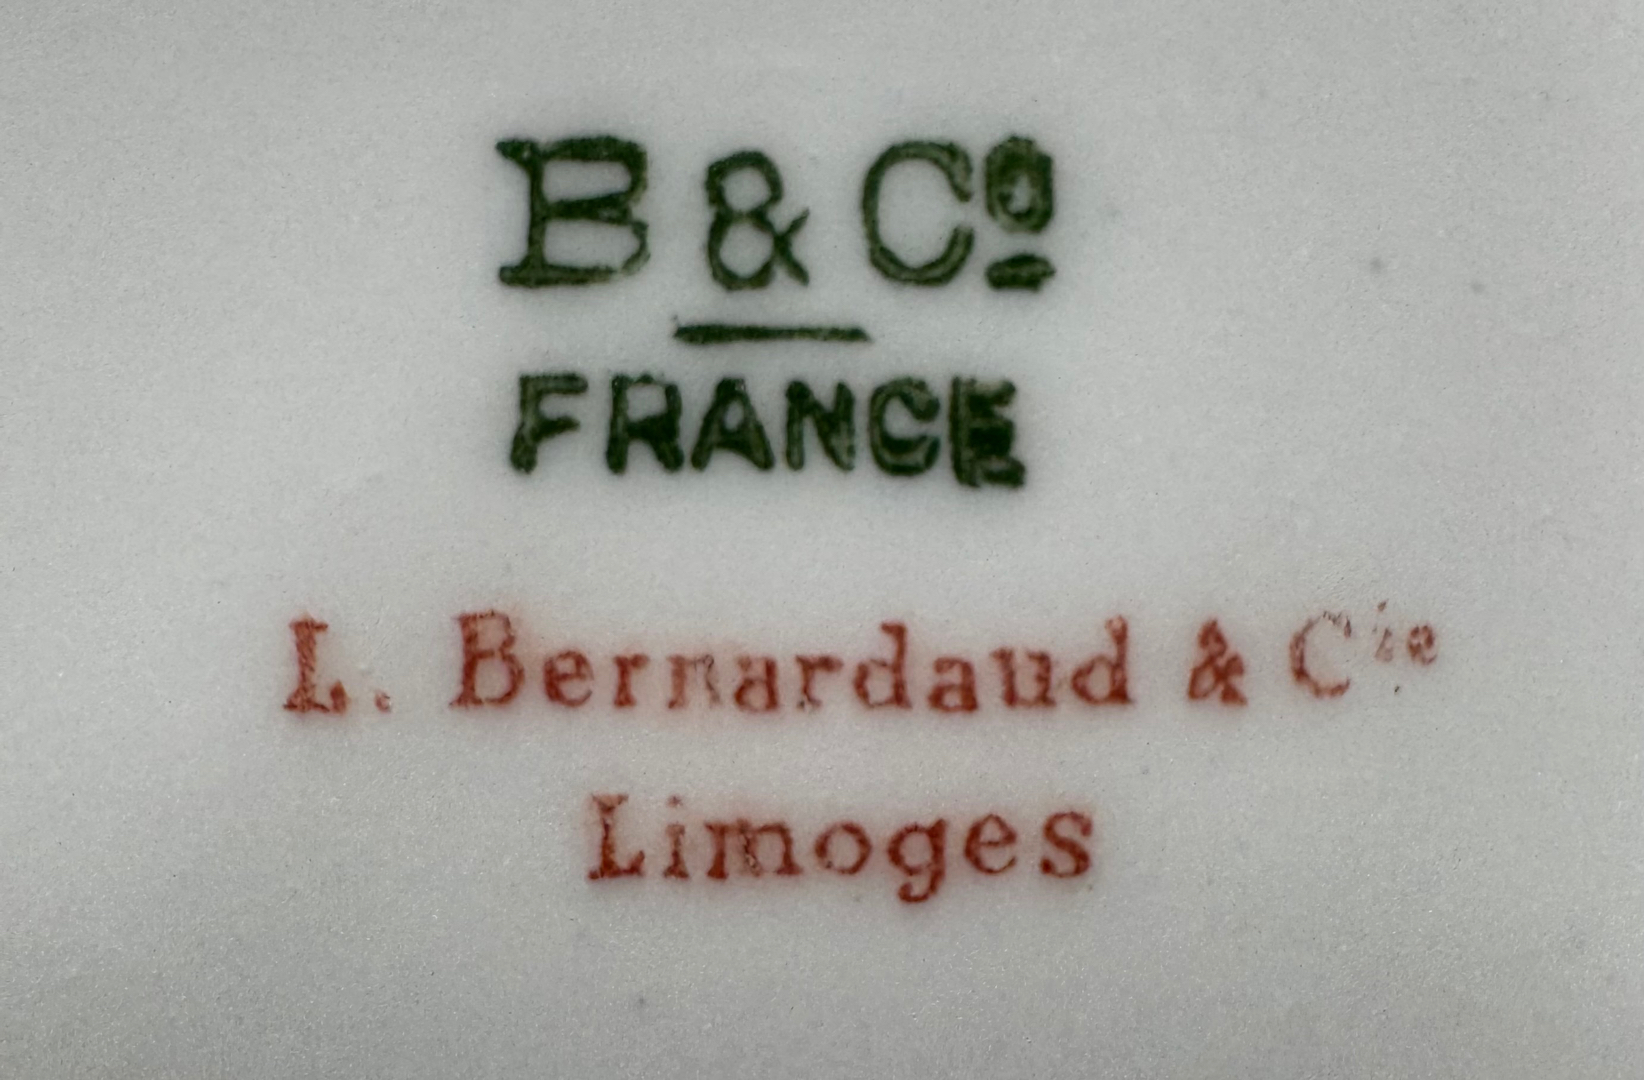 B & Cº
FRANCE
L. Bernardaud & Cie
Limoges